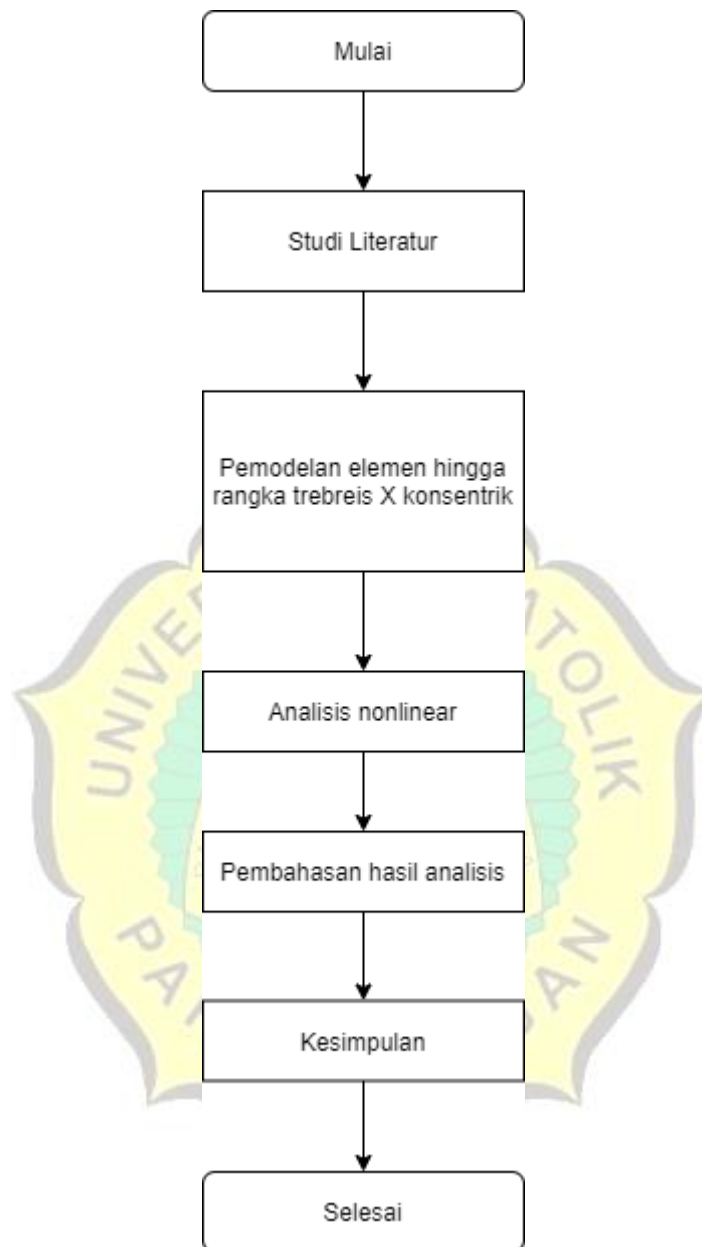 Mulai
Studi Literatur
Pemodelan elemen hingga
rangka trebreis X konsentrik
Analisis nonlinear
Pembahasan hasil analisis
Kesimpulan
Selesai